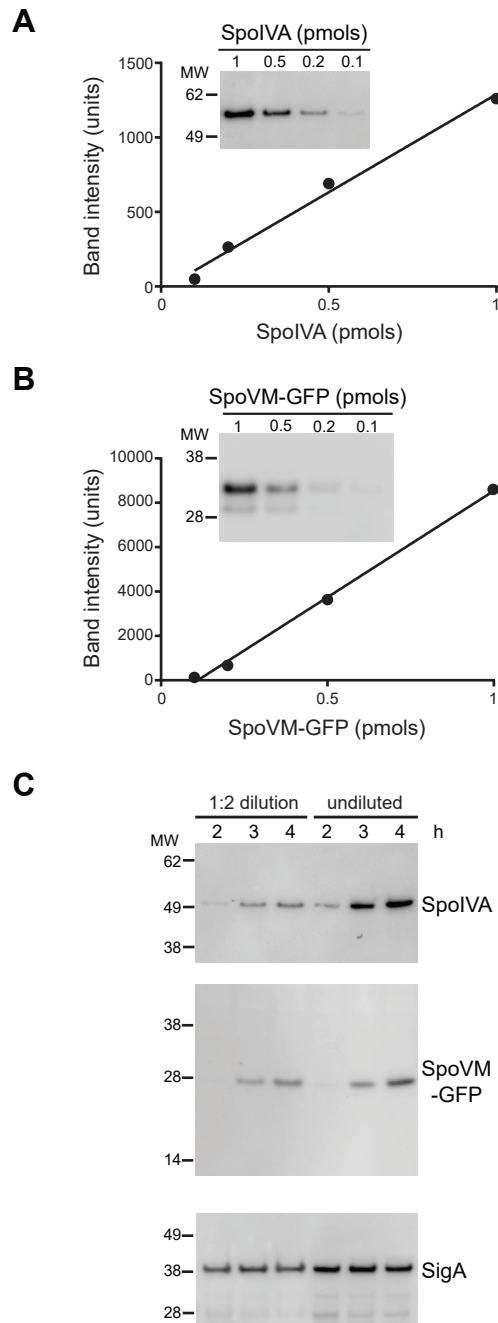 A
SpoIVA (pmols)
1 0.5 0.2 0.1
MW
62
49
1500
1000
500
0
Band intensity (units)
0 0.5 1
SpoIVA (pmols)
B
SpoVM-GFP (pmols)
1 0.5 0.2 0.1
MW
38
28
10000
8000
6000
4000
2000
0
Band intensity (units)
0 0.5 1
SpoVM-GFP (pmols)
C
1:2 dilution undiluted
2 3 4 2 3 4 h
MW
62
49
38
SpoIVA
38
28
14
SpoVM
-GFP
49
38
28
SigA